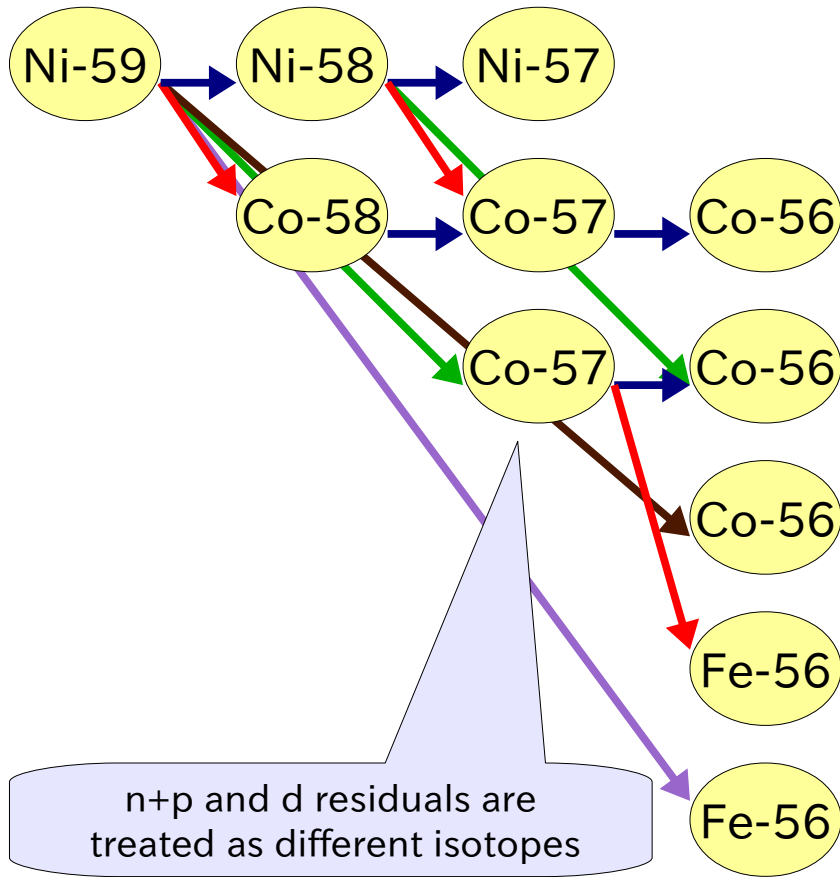 Ni-59 Ni-58 Ni-57
Co-58 Co-57 Co-56
Co-57 Co-56
Co-56
Fe-56
Fe-56
n+p and d residuals are
treated as different isotopes